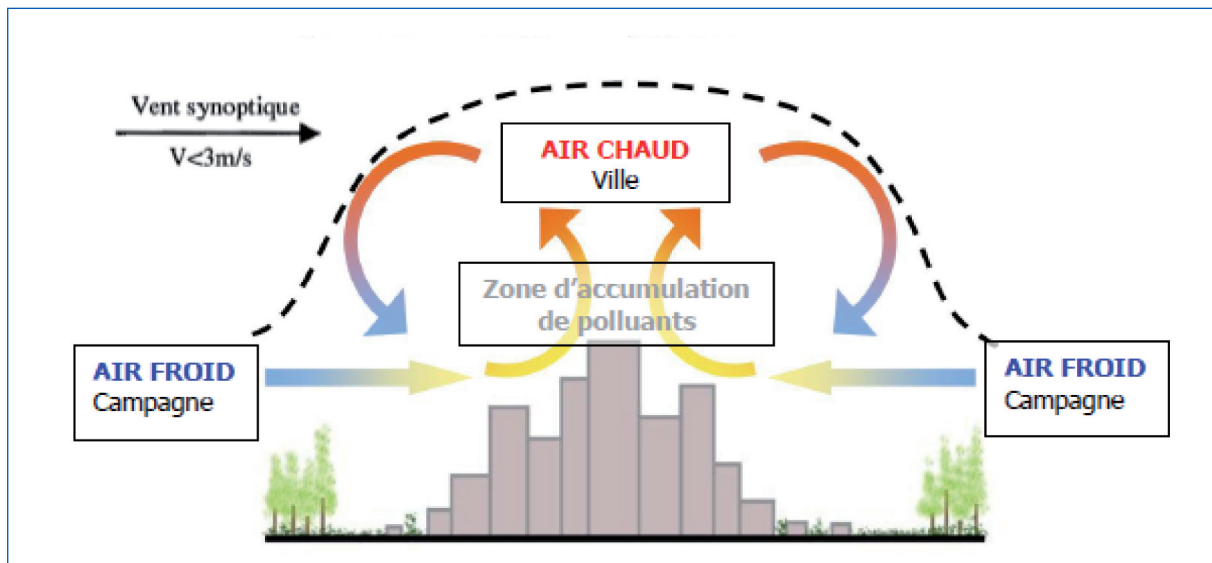 Vent synoptique
V<3m/s
AIR CHAUD
Ville
Zone d'accumulation
de polluants
AIR FROID
Campagne
AIR FROID
Campagne